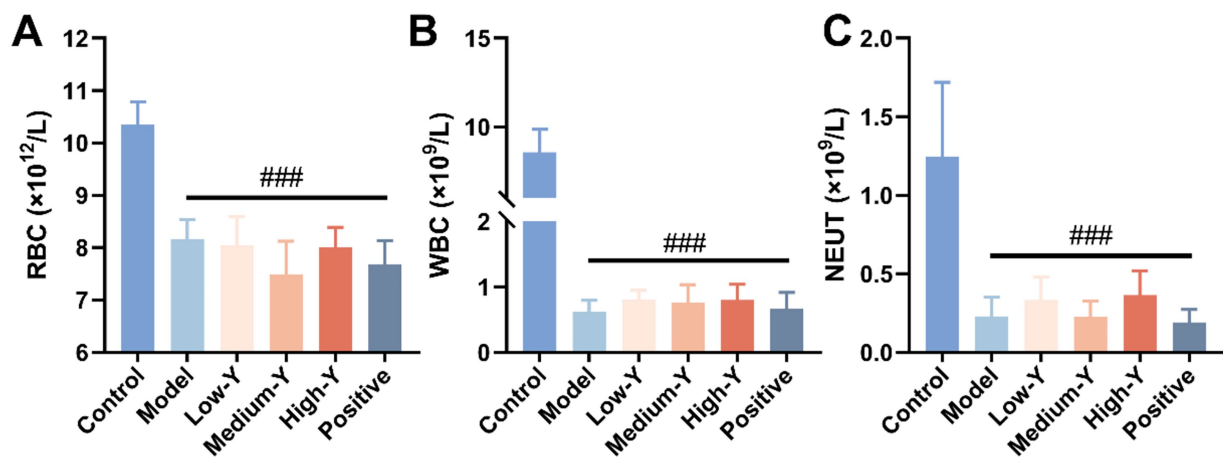 A
RBC (×10¹²/L)
12
11
10
9
8
7
6
###
Control
Model
Low-Y
Medium-Y
High-Y
Positive
B
WBC (×10⁹/L)
15
10
2
1
0
###
Control
Model
Low-Y
Medium-Y
High-Y
Positive
C
NEUT (×10⁹/L)
2.0
1.5
1.0
0.5
0.0
###
Control
Model
Low-Y
Medium-Y
High-Y
Positive